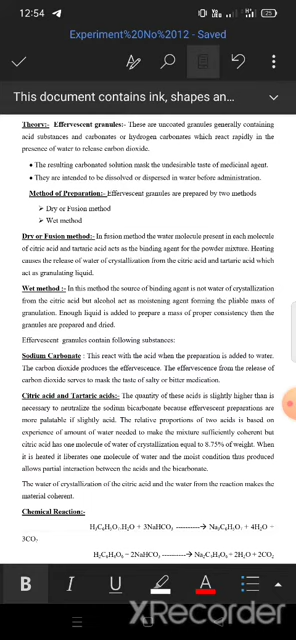 12:54
25
Experiment%20No%2012 - Saved
This document contains ink, shapes an...
Theory:- Effervescent granules:- These are uncoated granules generally containing
acid substances and carbonates or hydrogen carbonates which react rapidly in the
presence of water to release carbon dioxide.
• The resulting carbonated solution mask the undesirable taste of medicinal agent.
• They are intended to be dissolved or dispersed in water before administration.
Method of Preparation:- Effervescent granules are prepared by two methods
➢ Dry or Fusion method
➢ Wet method
Dry or Fusion method:- In fusion method the water molecule present in each molecule
of citric acid and tartaric acid acts as the binding agent for the powder mixture. Heating
causes the release of water of crystallization from the citric acid and tartaric acid which
act as granulating liquid.
Wet method :- In this method the source of binding agent is not water of crystallization
from the citric acid but alcohol act as moistening agent forming the pliable mass of
granulation. Enough liquid is added to prepare a mass of proper consistency then the
granules are prepared and dried.
Effervescent granules contain following substances:
Sodium Carbonate : This react with the acid when the preparation is added to water.
The carbon dioxide produces the effervescence. The effervescence from the release of
carbon dioxide serves to mask the taste of salty or bitter medication.
Citric acid and Tartaric acids:- The quantity of these acids is slightly higher than is
necessary to neutralize the sodium bicarbonate because effervescent preparations are
more palatable if slightly acid. The relative proportions of two acids is based on
experience of amount of water needed to make the mixture sufficiently coherent but
citric acid has one molecule of water of crystallization equal to 8.75% of weight. When
it is heated it liberates one molecule of water and the moist condition thus produced
allows partial interaction between the acids and the bicarbonate.
The water of crystallization of the citric acid and the water from the reaction makes the
material coherent.
Chemical Reaction:-
H₃C₆H₅O₇.H₂O + 3NaHCO₃ ----------→ Na₃C₆H₅O₇ + 4H₂O +
3CO₂
H₂C₄H₄O₆ + 2NaHCO₃ ----------→ Na₂C₄H₄O₆ + 2H₂O + 2CO₂
B I U A
XRecorder